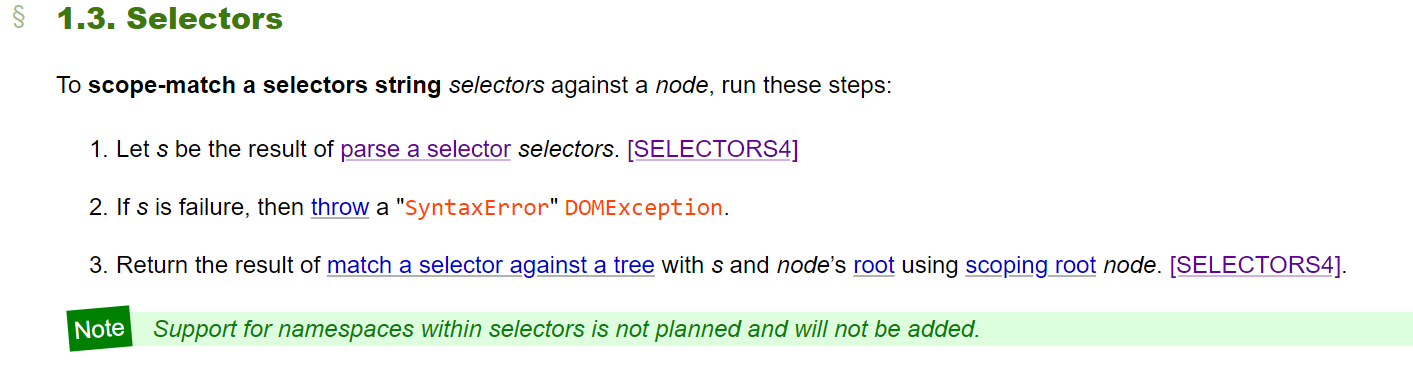 § 1.3. Selectors
To scope-match a selectors string selectors against a node, run these steps:
1. Let s be the result of parse a selector selectors. [SELECTORS4]
2. If s is failure, then throw a "SyntaxError" DOMException.
3. Return the result of match a selector against a tree with s and node’s root using scoping root node. [SELECTORS4].
Note Support for namespaces within selectors is not planned and will not be added.